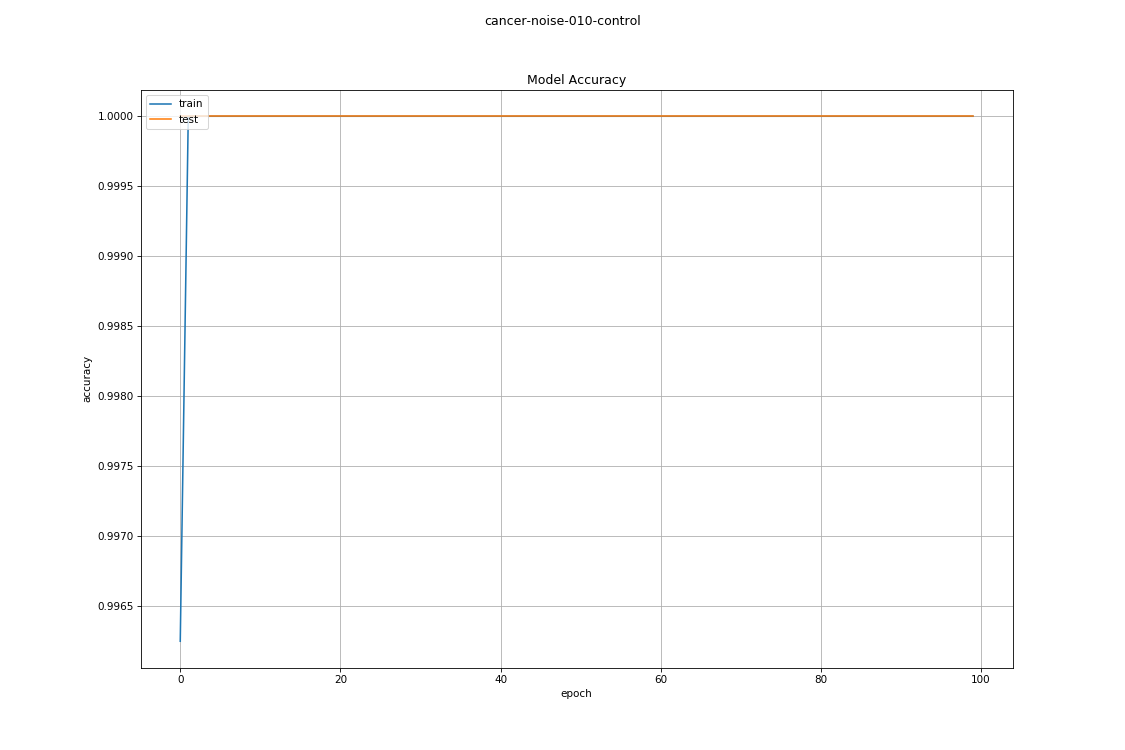 cancer-noise-010-control
Model Accuracy
train
test
1.0000
0.9995
0.9990
0.9985
0.9980
0.9975
0.9970
0.9965
accuracy
0 20 40 60 80 100
epoch